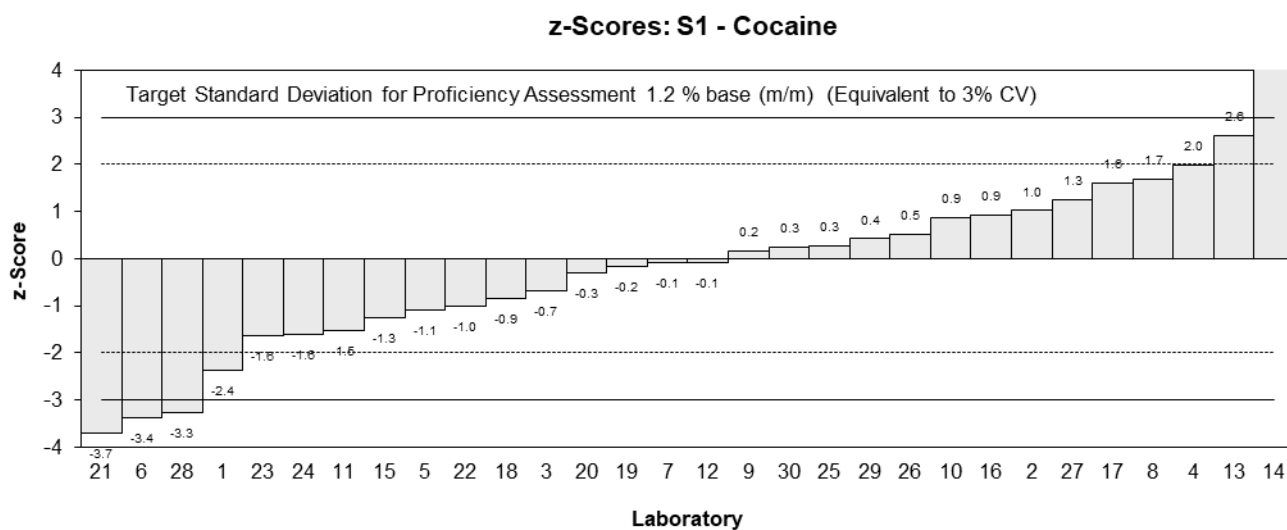 z-Scores: S1 - Cocaine
4
Target Standard Deviation for Proficiency Assessment 1.2 % base (m/m) (Equivalent to 3% CV)
3
2
1
0
-1
-2
-3
-4
z-Score
-3.7 -3.4 -3.3 -2.4 -1.6 -1.6 -1.5 -1.3 -1.1 -1.0 -0.9 -0.7 -0.3 -0.2 -0.1 -0.1 0.2 0.3 0.3 0.4 0.5 0.9 0.9 1.0 1.3 1.6 1.7 2.0 2.6
21 6 28 1 23 24 11 15 5 22 18 3 20 19 7 12 9 30 25 29 26 10 16 2 27 17 8 4 13 14
Laboratory